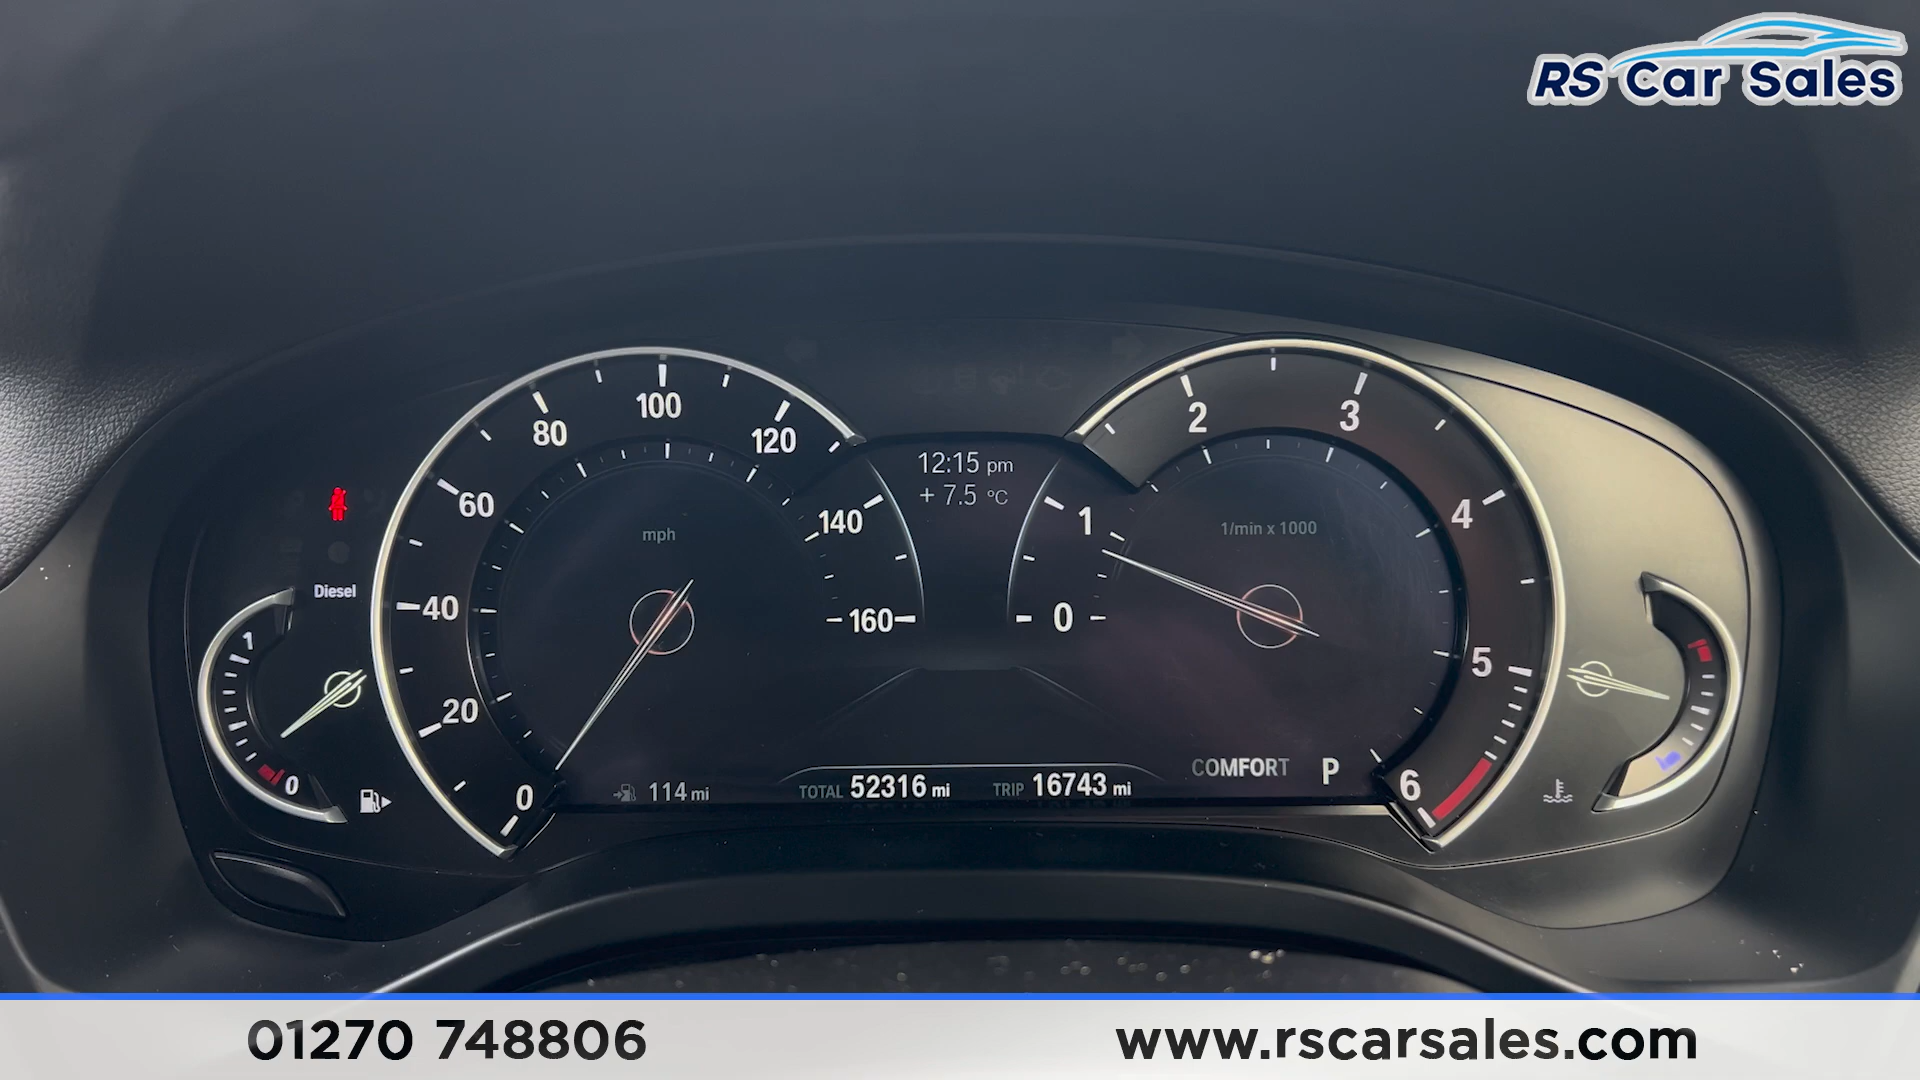 RS Car Sales
100
80
120
60
140
40
160
20
0
mph
12:15 pm
+ 7.5 °C
2
3
1
4
0
5
6
1/min x 1000
Diesel
1
0
114 mi
TOTAL 52316 mi
TRIP 16743 mi
COMFORT P
01270 748806
www.rscarsales.com